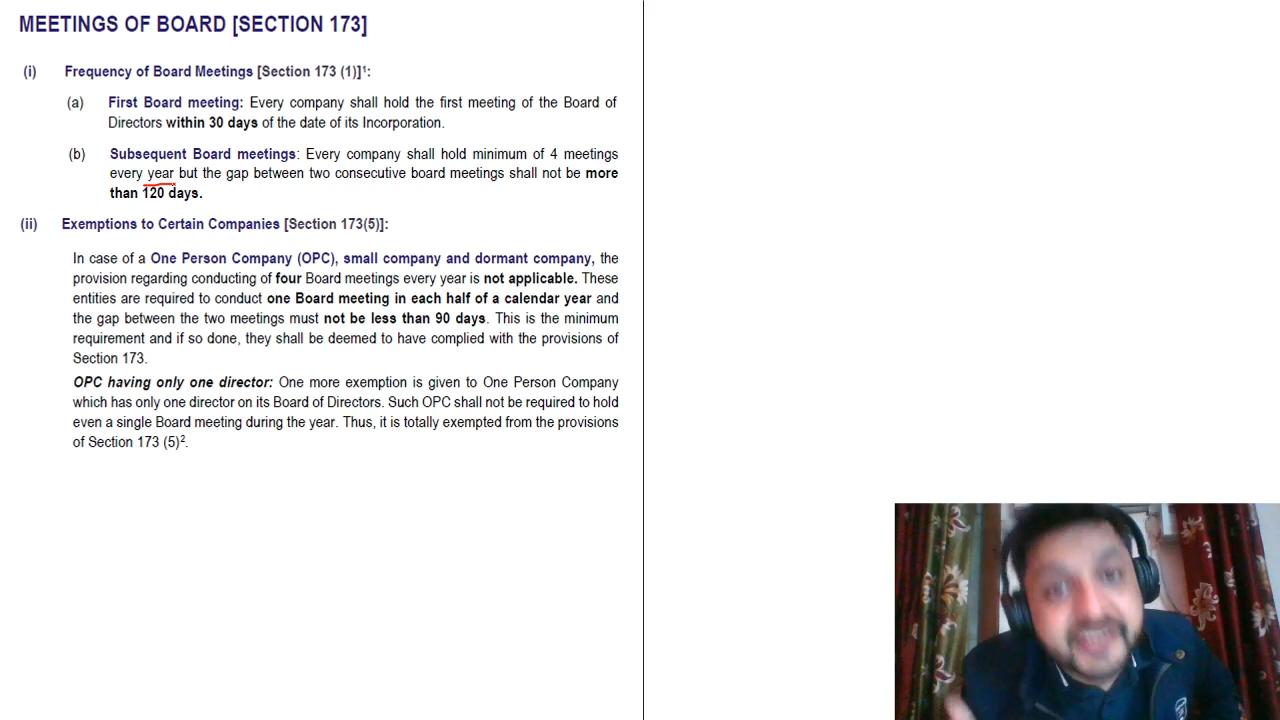 MEETINGS OF BOARD [SECTION 173]
(i) Frequency of Board Meetings [Section 173 (1)]¹:
(a) First Board meeting: Every company shall hold the first meeting of the Board of
Directors within 30 days of the date of its Incorporation.
(b) Subsequent Board meetings: Every company shall hold minimum of 4 meetings
every year but the gap between two consecutive board meetings shall not be more
than 120 days.
(ii) Exemptions to Certain Companies [Section 173(5)]:
In case of a One Person Company (OPC), small company and dormant company, the
provision regarding conducting of four Board meetings every year is not applicable. These
entities are required to conduct one Board meeting in each half of a calendar year and
the gap between the two meetings must not be less than 90 days. This is the minimum
requirement and if so done, they shall be deemed to have complied with the provisions of
Section 173.
OPC having only one director: One more exemption is given to One Person Company
which has only one director on its Board of Directors. Such OPC shall not be required to hold
even a single Board meeting during the year. Thus, it is totally exempted from the provisions
of Section 173 (5)².